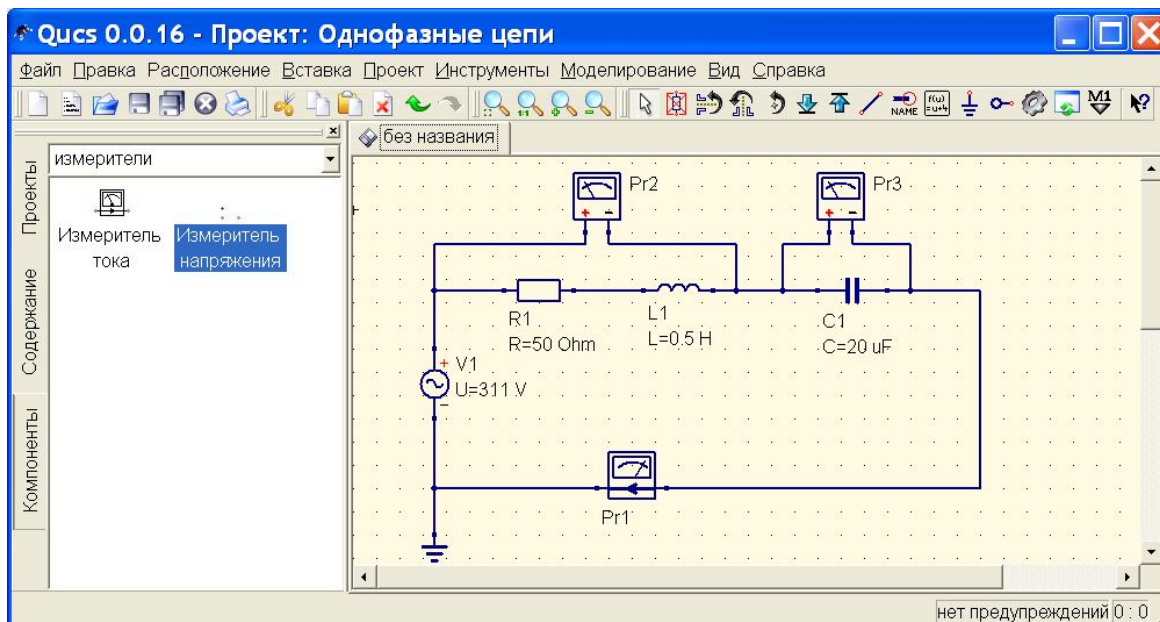 Qucs 0.0.16 - Проект: Однофазные цепи
Файл Правка Расположение Вставка Проект Инструменты Моделирование Вид Справка
NAME
f(ω)
M1
без названия
измерители
Проекты
Содержание
Компоненты
Измеритель
тока
Измеритель
напряжения
Pr2
Pr3
+ -
+ -
R1
R=50 Ohm
L1
L=0.5 H
C1
C=20 uF
+
V1
U=311 V
-
Pr1
нет предупреждений 0 : 0